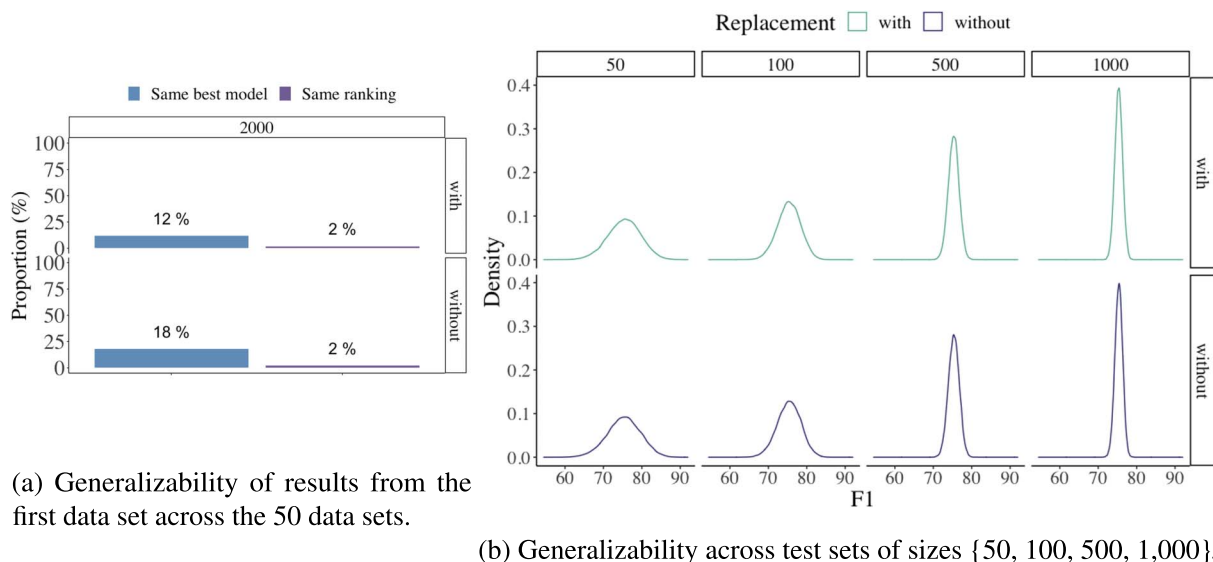 Same best model Same ranking
2000
Proportion (%)
100
75
50
25
0
12 %
2 %
with
100
75
50
25
0
18 %
2 %
without
(a) Generalizability of results from the
first data set across the 50 data sets.
Replacement with without
50 100 500 1000
Density
0.4
0.3
0.2
0.1
0.0
with
0.4
0.3
0.2
0.1
0.0
without
60 70 80 90 60 70 80 90 60 70 80 90 60 70 80 90
F1
(b) Generalizability across test sets of sizes {50, 100, 500, 1,000}.